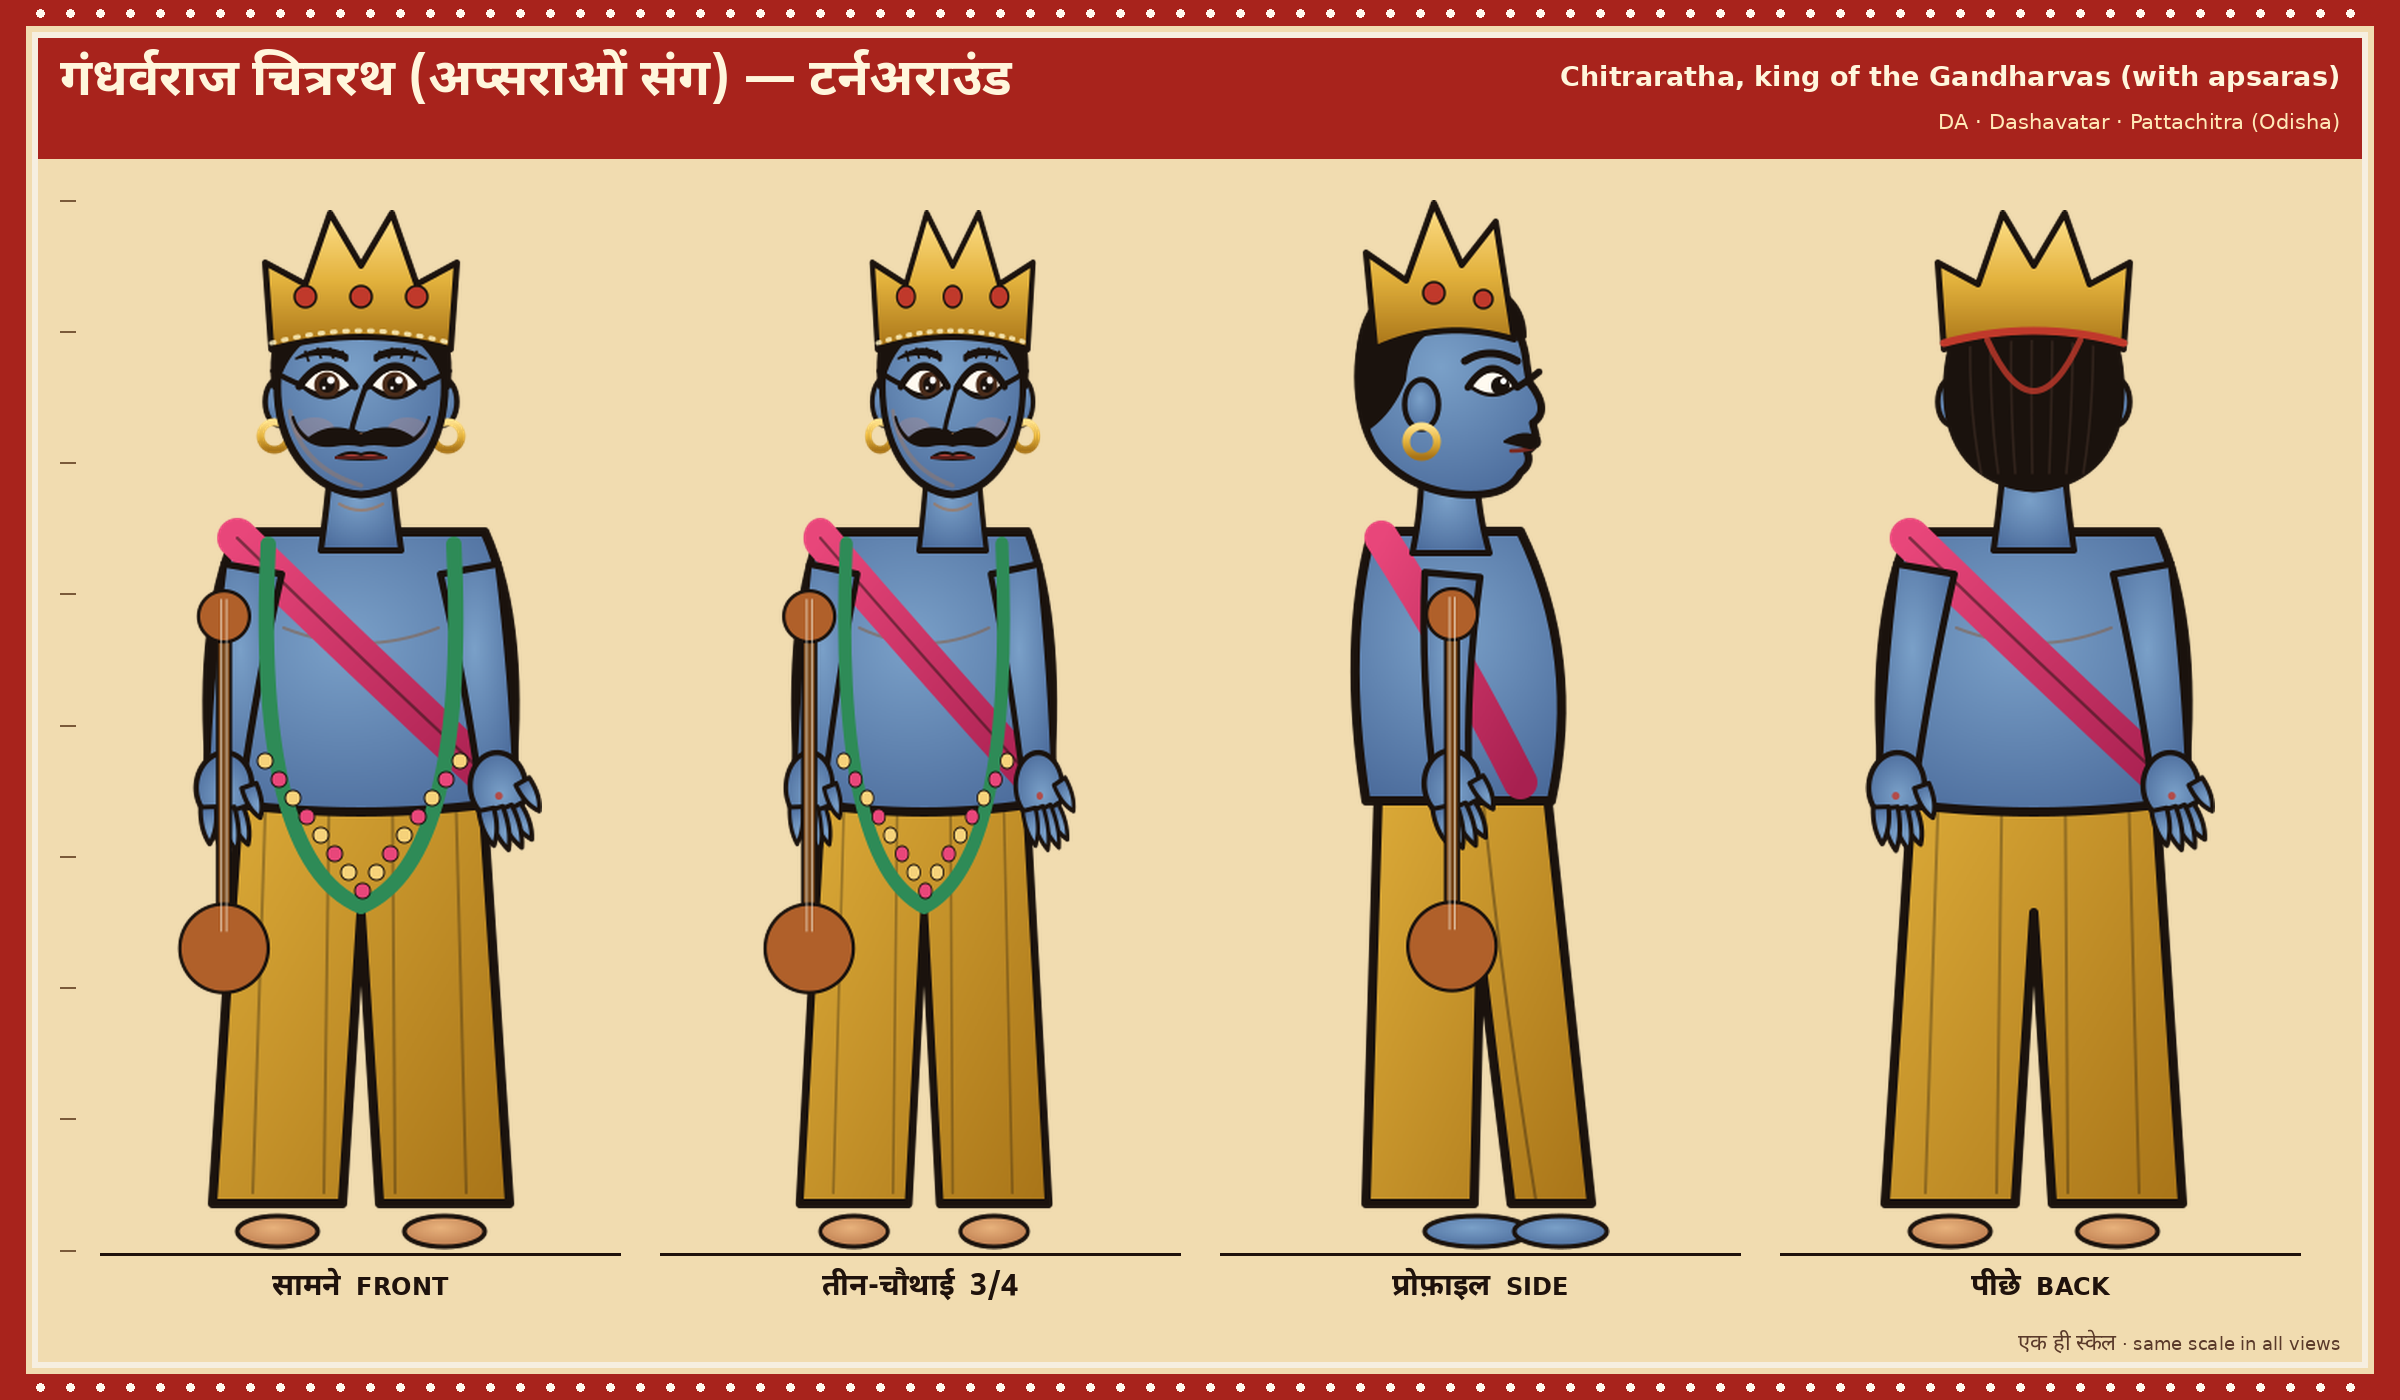 गंधर्वराज चित्ररथ (अप्सराओं संग) — टर्नअराउंड
Chitraratha, king of the Gandharvas (with apsaras)
DA · Dashavatar · Pattachitra (Odisha)
सामने FRONT
तीन-चौथाई 3/4
प्रोफ़ाइल SIDE
पीछे BACK
एक ही स्केल · same scale in all views